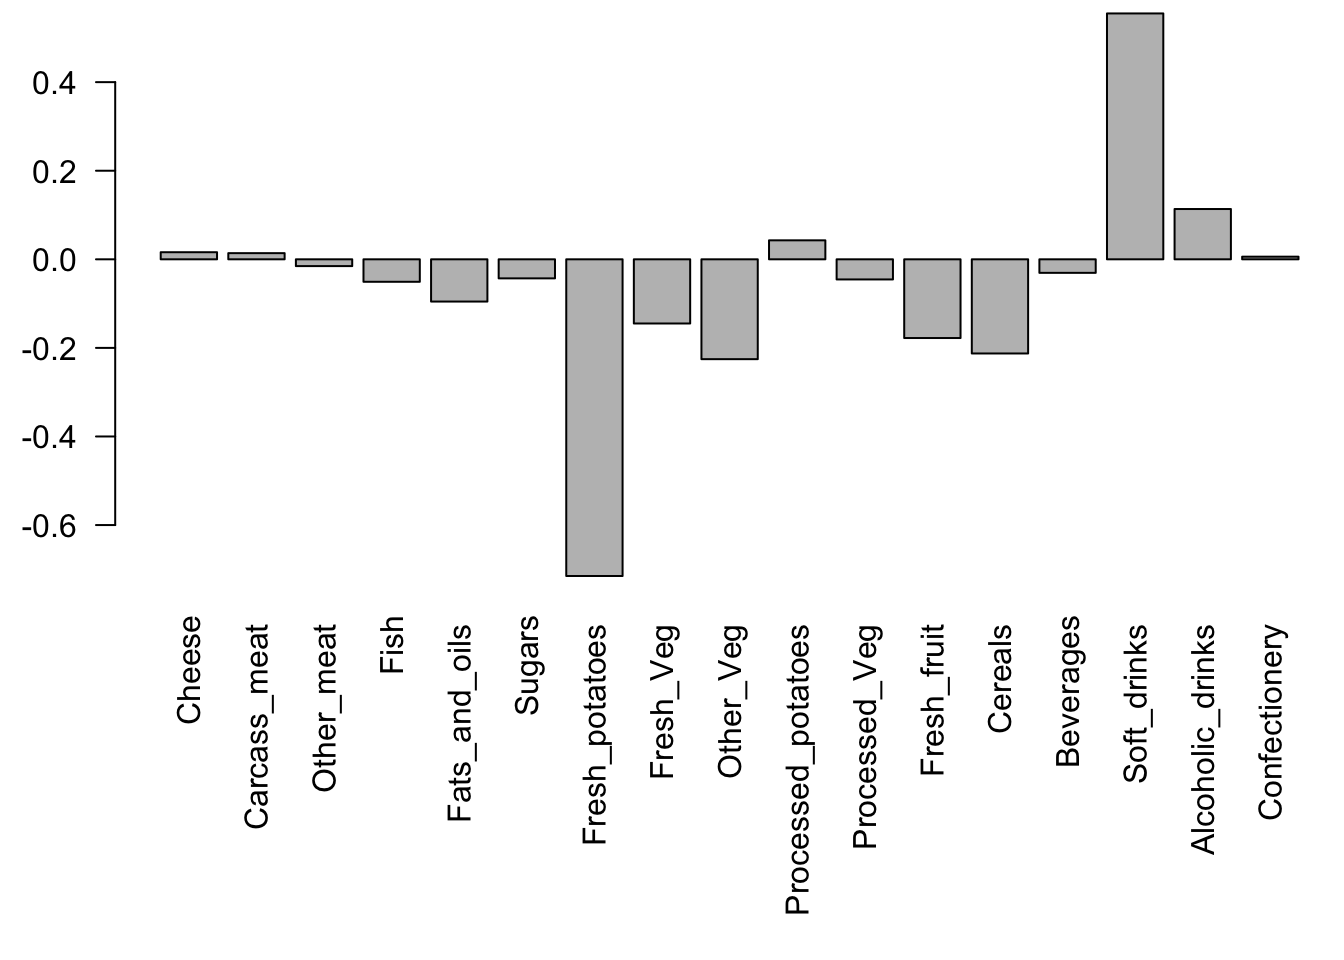 0.4
0.2
0.0
-0.2
-0.4
-0.6
Cheese
Carcass_meat
Other_meat
Fish
Fats_and_oils
Sugars
Fresh_potatoes
Fresh_Veg
Other_Veg
Processed_potatoes
Processed_Veg
Fresh_fruit
Cereals
Beverages
Soft_drinks
Alcoholic_drinks
Confectionery